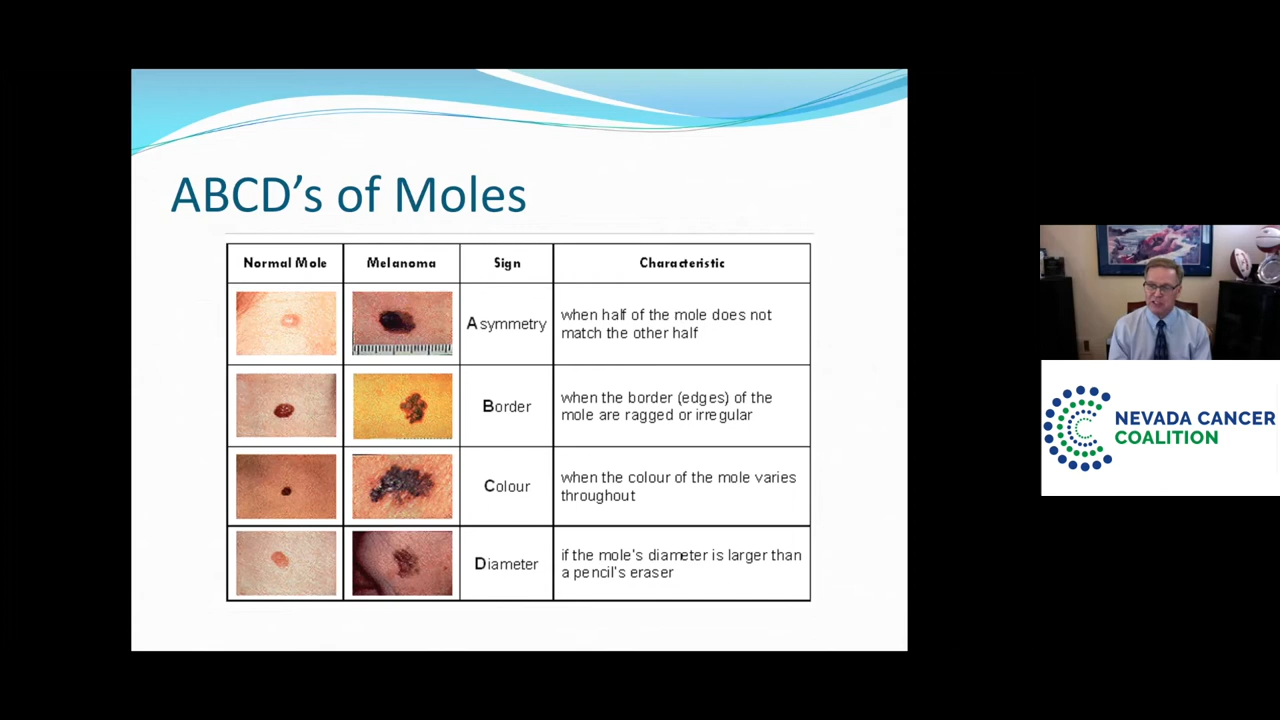 ABCD’s of Moles
Normal Mole Melanoma Sign Characteristic
Asymmetry
when half of the mole does not
match the other half
Border
when the border (edges) of the
mole are ragged or irregular
Colour
when the colour of the mole varies
throughout
Diameter
if the mole's diameter is larger than
a pencil's eraser
NEVADA CANCER
COALITION